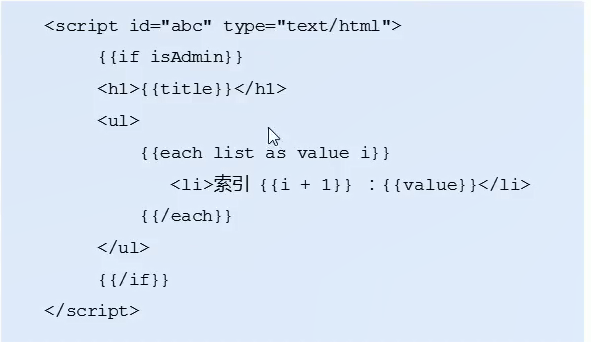 <script id="abc" type="text/html">
{{if isAdmin}}
<h1>{{title}}</h1>
<ul>
{{each list as value i}}
<li>索引 {{i + 1}} ：{{value}}</li>
{{/each}}
</ul>
{{/if}}
</script>